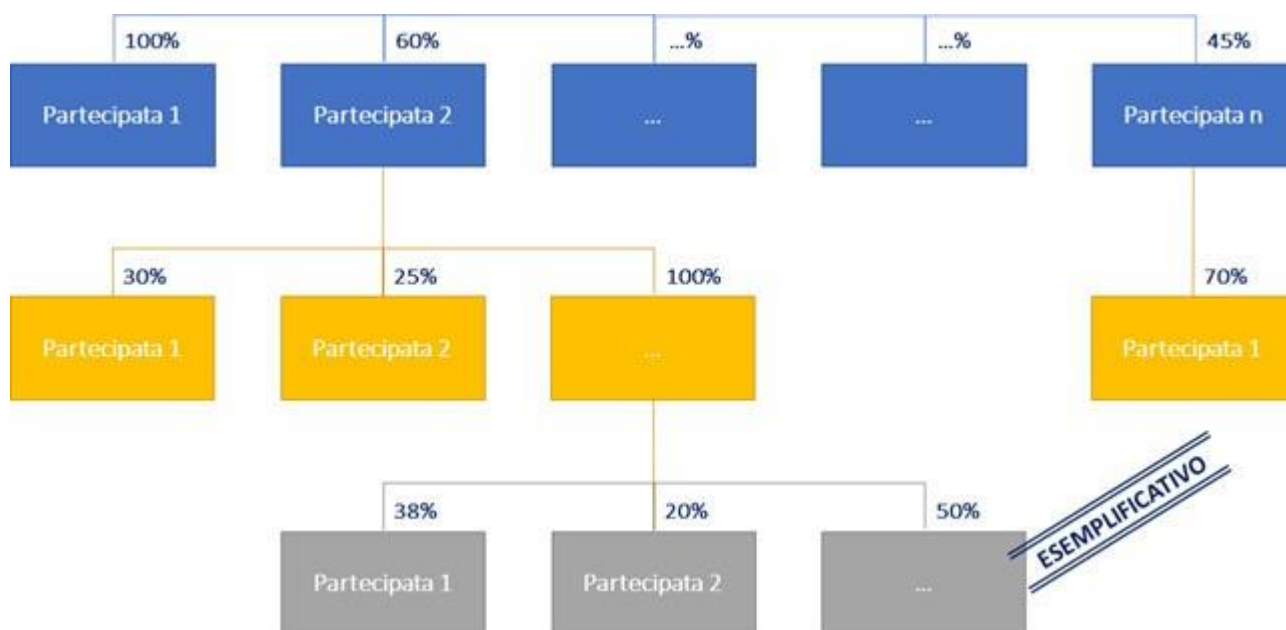 100%
60%
...%
...%
45%
Partecipata 1
Partecipata 2
...
...
Partecipata n
30%
25%
100%
70%
Partecipata 1
Partecipata 2
...
Partecipata 1
38%
20%
50%
ESEMPLIFICATIVO
Partecipata 1
Partecipata 2
...